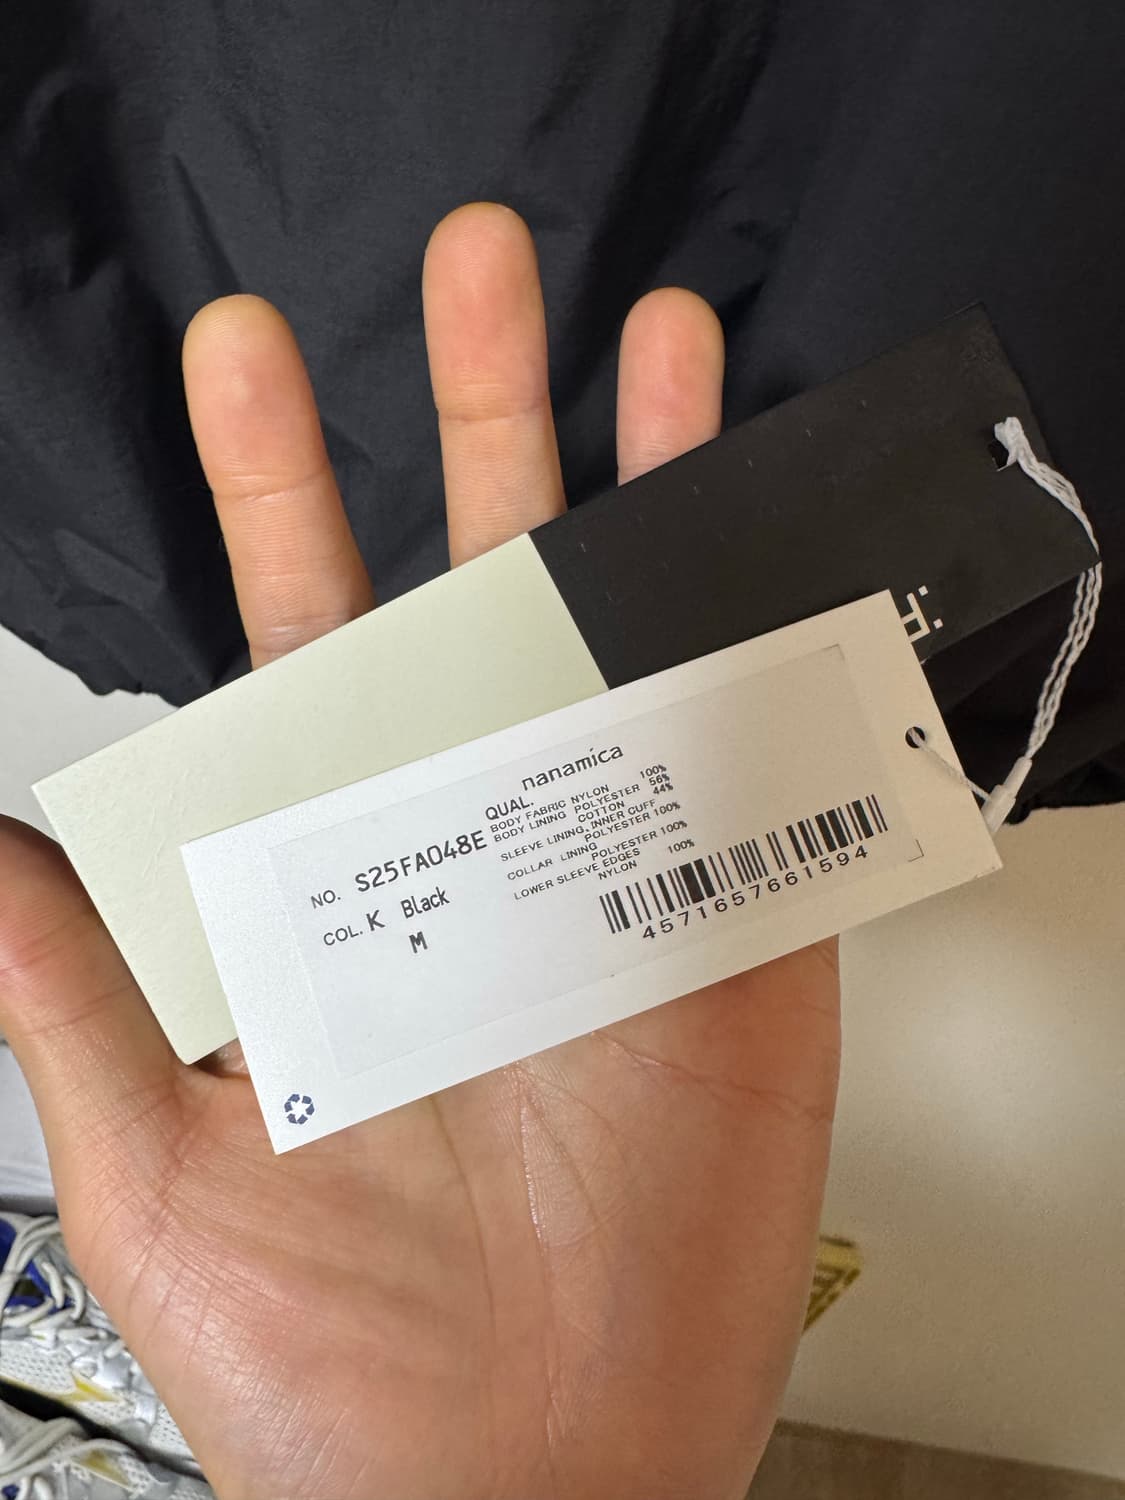 nanamica
NO. S25FA048E
COL. K Black
M
QUAL.
BODY FABRIC NYLON 100%
BODY LINING POLYESTER 56%
COTTON 44%
SLEEVE LINING.INNER CUFF
POLYESTER 100%
COLLAR LINING
POLYESTER 100%
LOWER SLEEVE EDGES
NYLON 100%
4571657661594